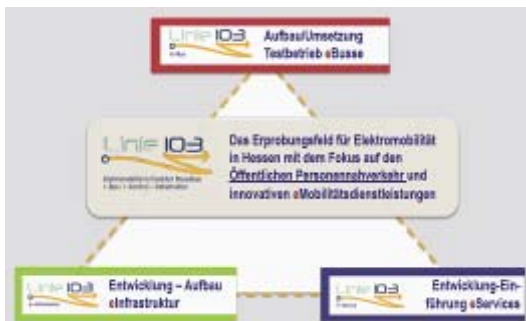 Linie 103
Aufbau/Umsetzung
Testbetrieb eBusse
Linie 103
Das Erprobungsfeld für Elektromobilität
in Hessen mit dem Fokus auf den
Öffentlichen Personennahverkehr und
innovativen eMobilitätsdienstleistungen
Linie 103
Entwicklung – Aufbau
eInfrastruktur
Linie 103
Entwicklung-Ein-
führung eServices